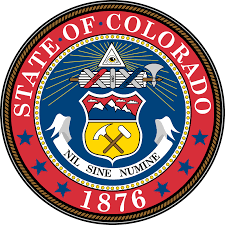 STATE OF COLORADO
NIL SINE NUMINE
1876